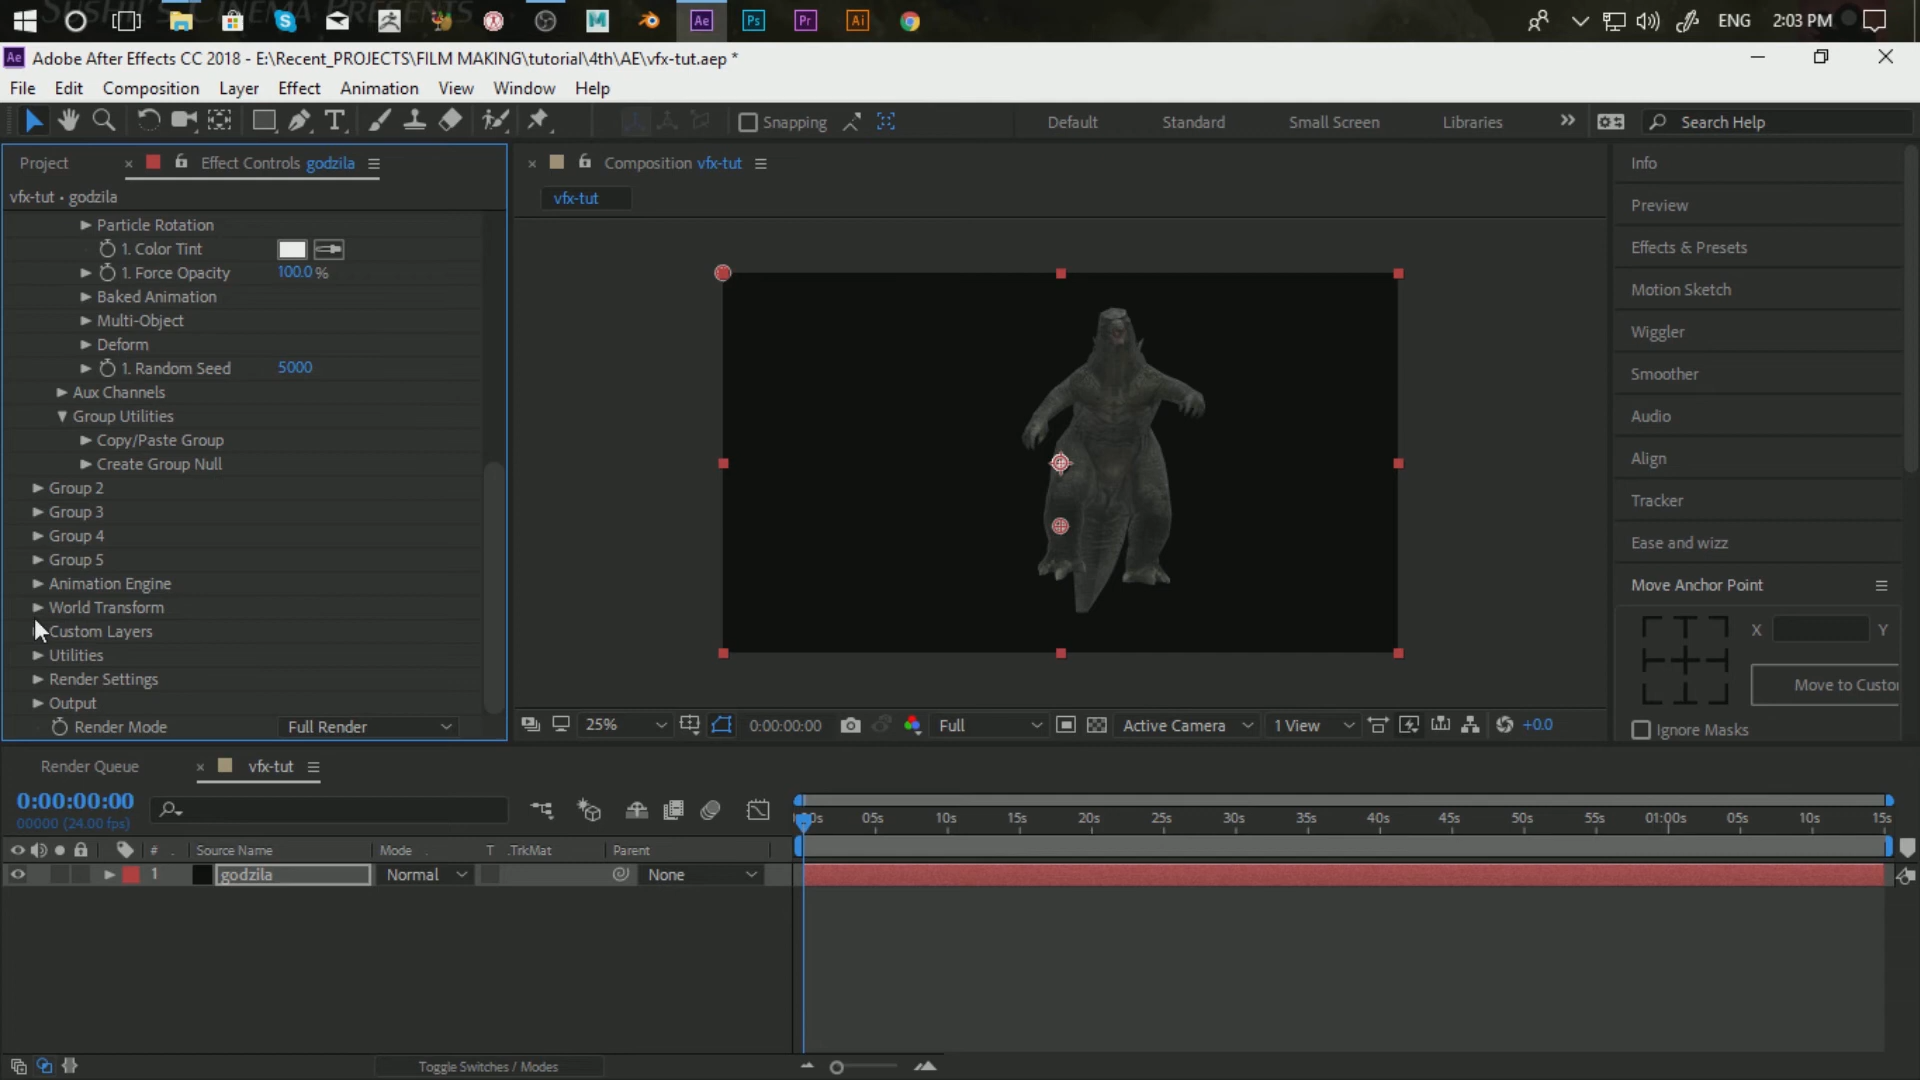 Sushi's Cinema Presents
ENG 2:03 PM
Ae Adobe After Effects CC 2018 - E:\Recent_PROJECTS\FILM MAKING\tutorial\4th\AE\vfx-tut.aep *
File Edit Composition Layer Effect Animation View Window Help
Snapping Default Standard Small Screen Libraries Search Help
Project Effect Controls godzila
vfx-tut • godzila
Particle Rotation
1. Color Tint
1. Force Opacity 100.0 %
Baked Animation
Multi-Object
Deform
1. Random Seed 5000
Aux Channels
Group Utilities
Copy/Paste Group
Create Group Null
Group 2
Group 3
Group 4
Group 5
Animation Engine
World Transform
Custom Layers
Utilities
Render Settings
Output
Render Mode Full Render
Composition vfx-tut
vfx-tut
25% 0:00:00:00 Full Active Camera 1 View +0.0
Info
Preview
Effects & Presets
Motion Sketch
Wiggler
Smoother
Audio
Align
Tracker
Ease and wizz
Move Anchor Point
X Y
Move to Custo
Ignore Masks
Render Queue vfx-tut
0:00:00:00
00000 (24.00 fps)
05s 10s 15s 20s 25s 30s 35s 40s 45s 50s 55s 01:00s 05s 10s 15s
# Source Name Mode T .TrkMat Parent
1 godzila Normal None
Toggle Switches / Modes